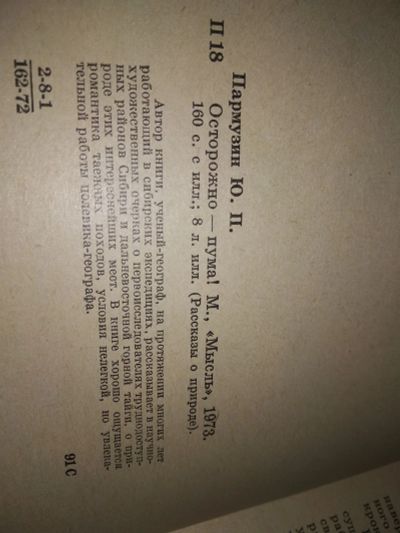 Пармузин Ю. П.
П 18 Осторожно — пума! М., «Мысль», 1973.
160 с. с илл.; 8 л. илл. (Рассказы о природе).
Автор книги, ученый-географ, на протяжении многих лет
работающий в сибирских экспедициях, рассказывает в научно-
художественных очерках о первоисследователях труднодоступ-
ных районов Сибири и дальневосточной горной тайги, о при-
роде этих интереснейших мест. В книге хорошо ощущается
романтика таежных походов, условия нелегкой, но увлека-
тельной работы полевика-географа.
2-8-1
162-72
91 С